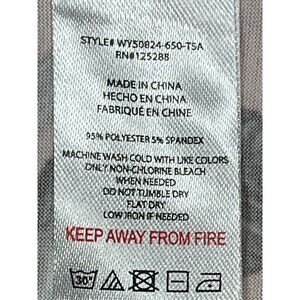 STYLE# WY50824-650-TSA
RN#125288
MADE IN CHINA
HECHO EN CHINA
FABRIQUÉ EN CHINE
95% POLYESTER 5% SPANDEX
MACHINE WASH COLD WITH LIKE COLORS
ONLY NON-CHLORINE BLEACH
WHEN NEEDED
DO NOT TUMBLE DRY
FLAT DRY
LOW IRON IF NEEDED
KEEP AWAY FROM FIRE
30°